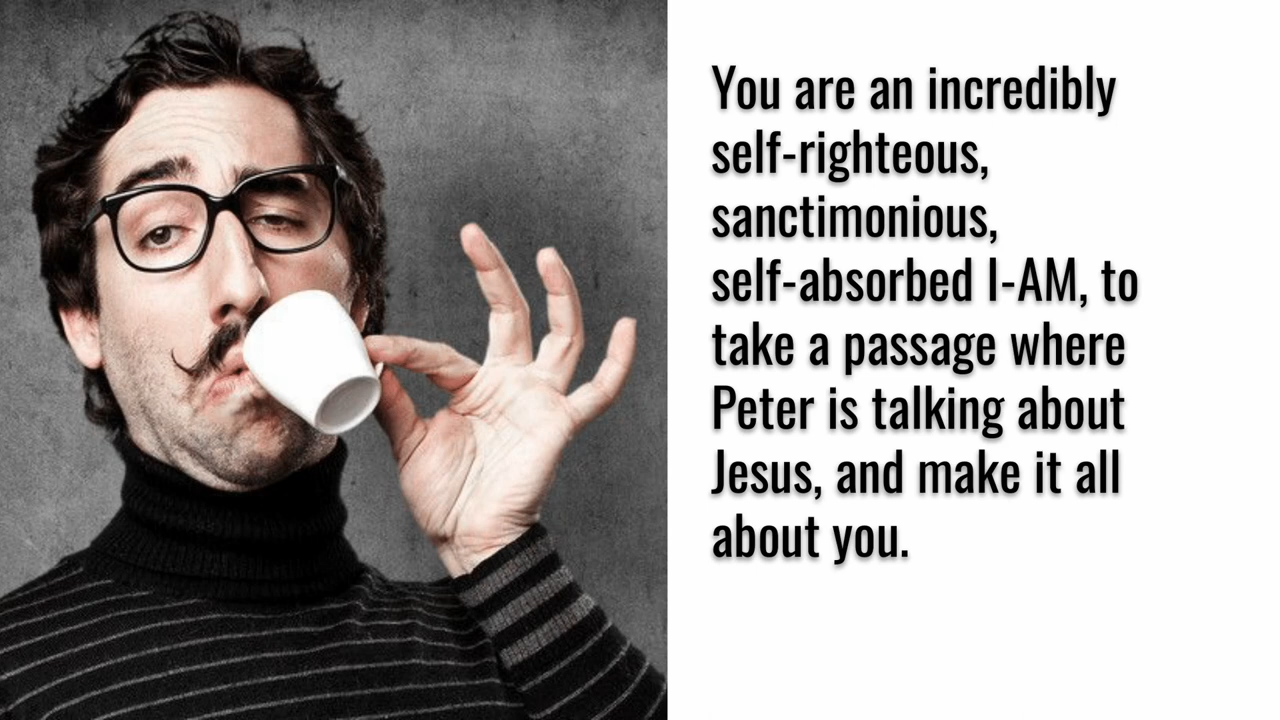 You are an incredibly
self-righteous,
sanctimonious,
self-absorbed I-AM, to
take a passage where
Peter is talking about
Jesus, and make it all
about you.